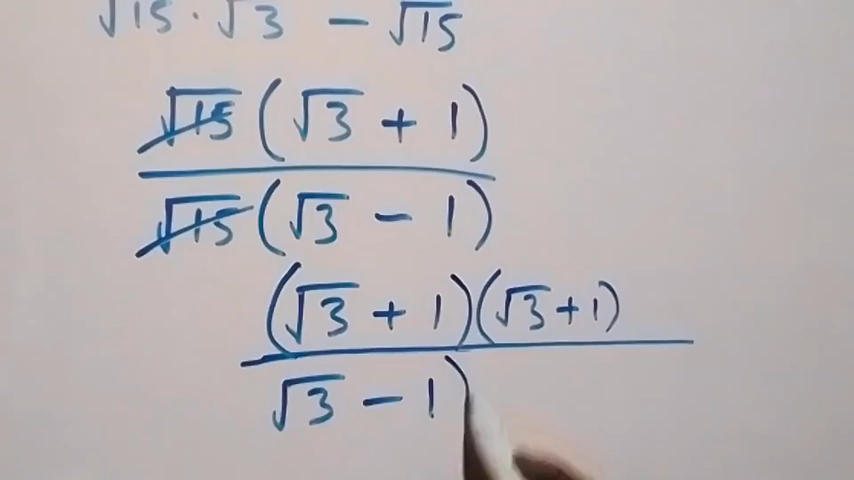 √15 · √3 − √15
√15 (√3 + 1)
√15 (√3 − 1)
(√3 + 1)(√3 + 1)
√3 − 1)